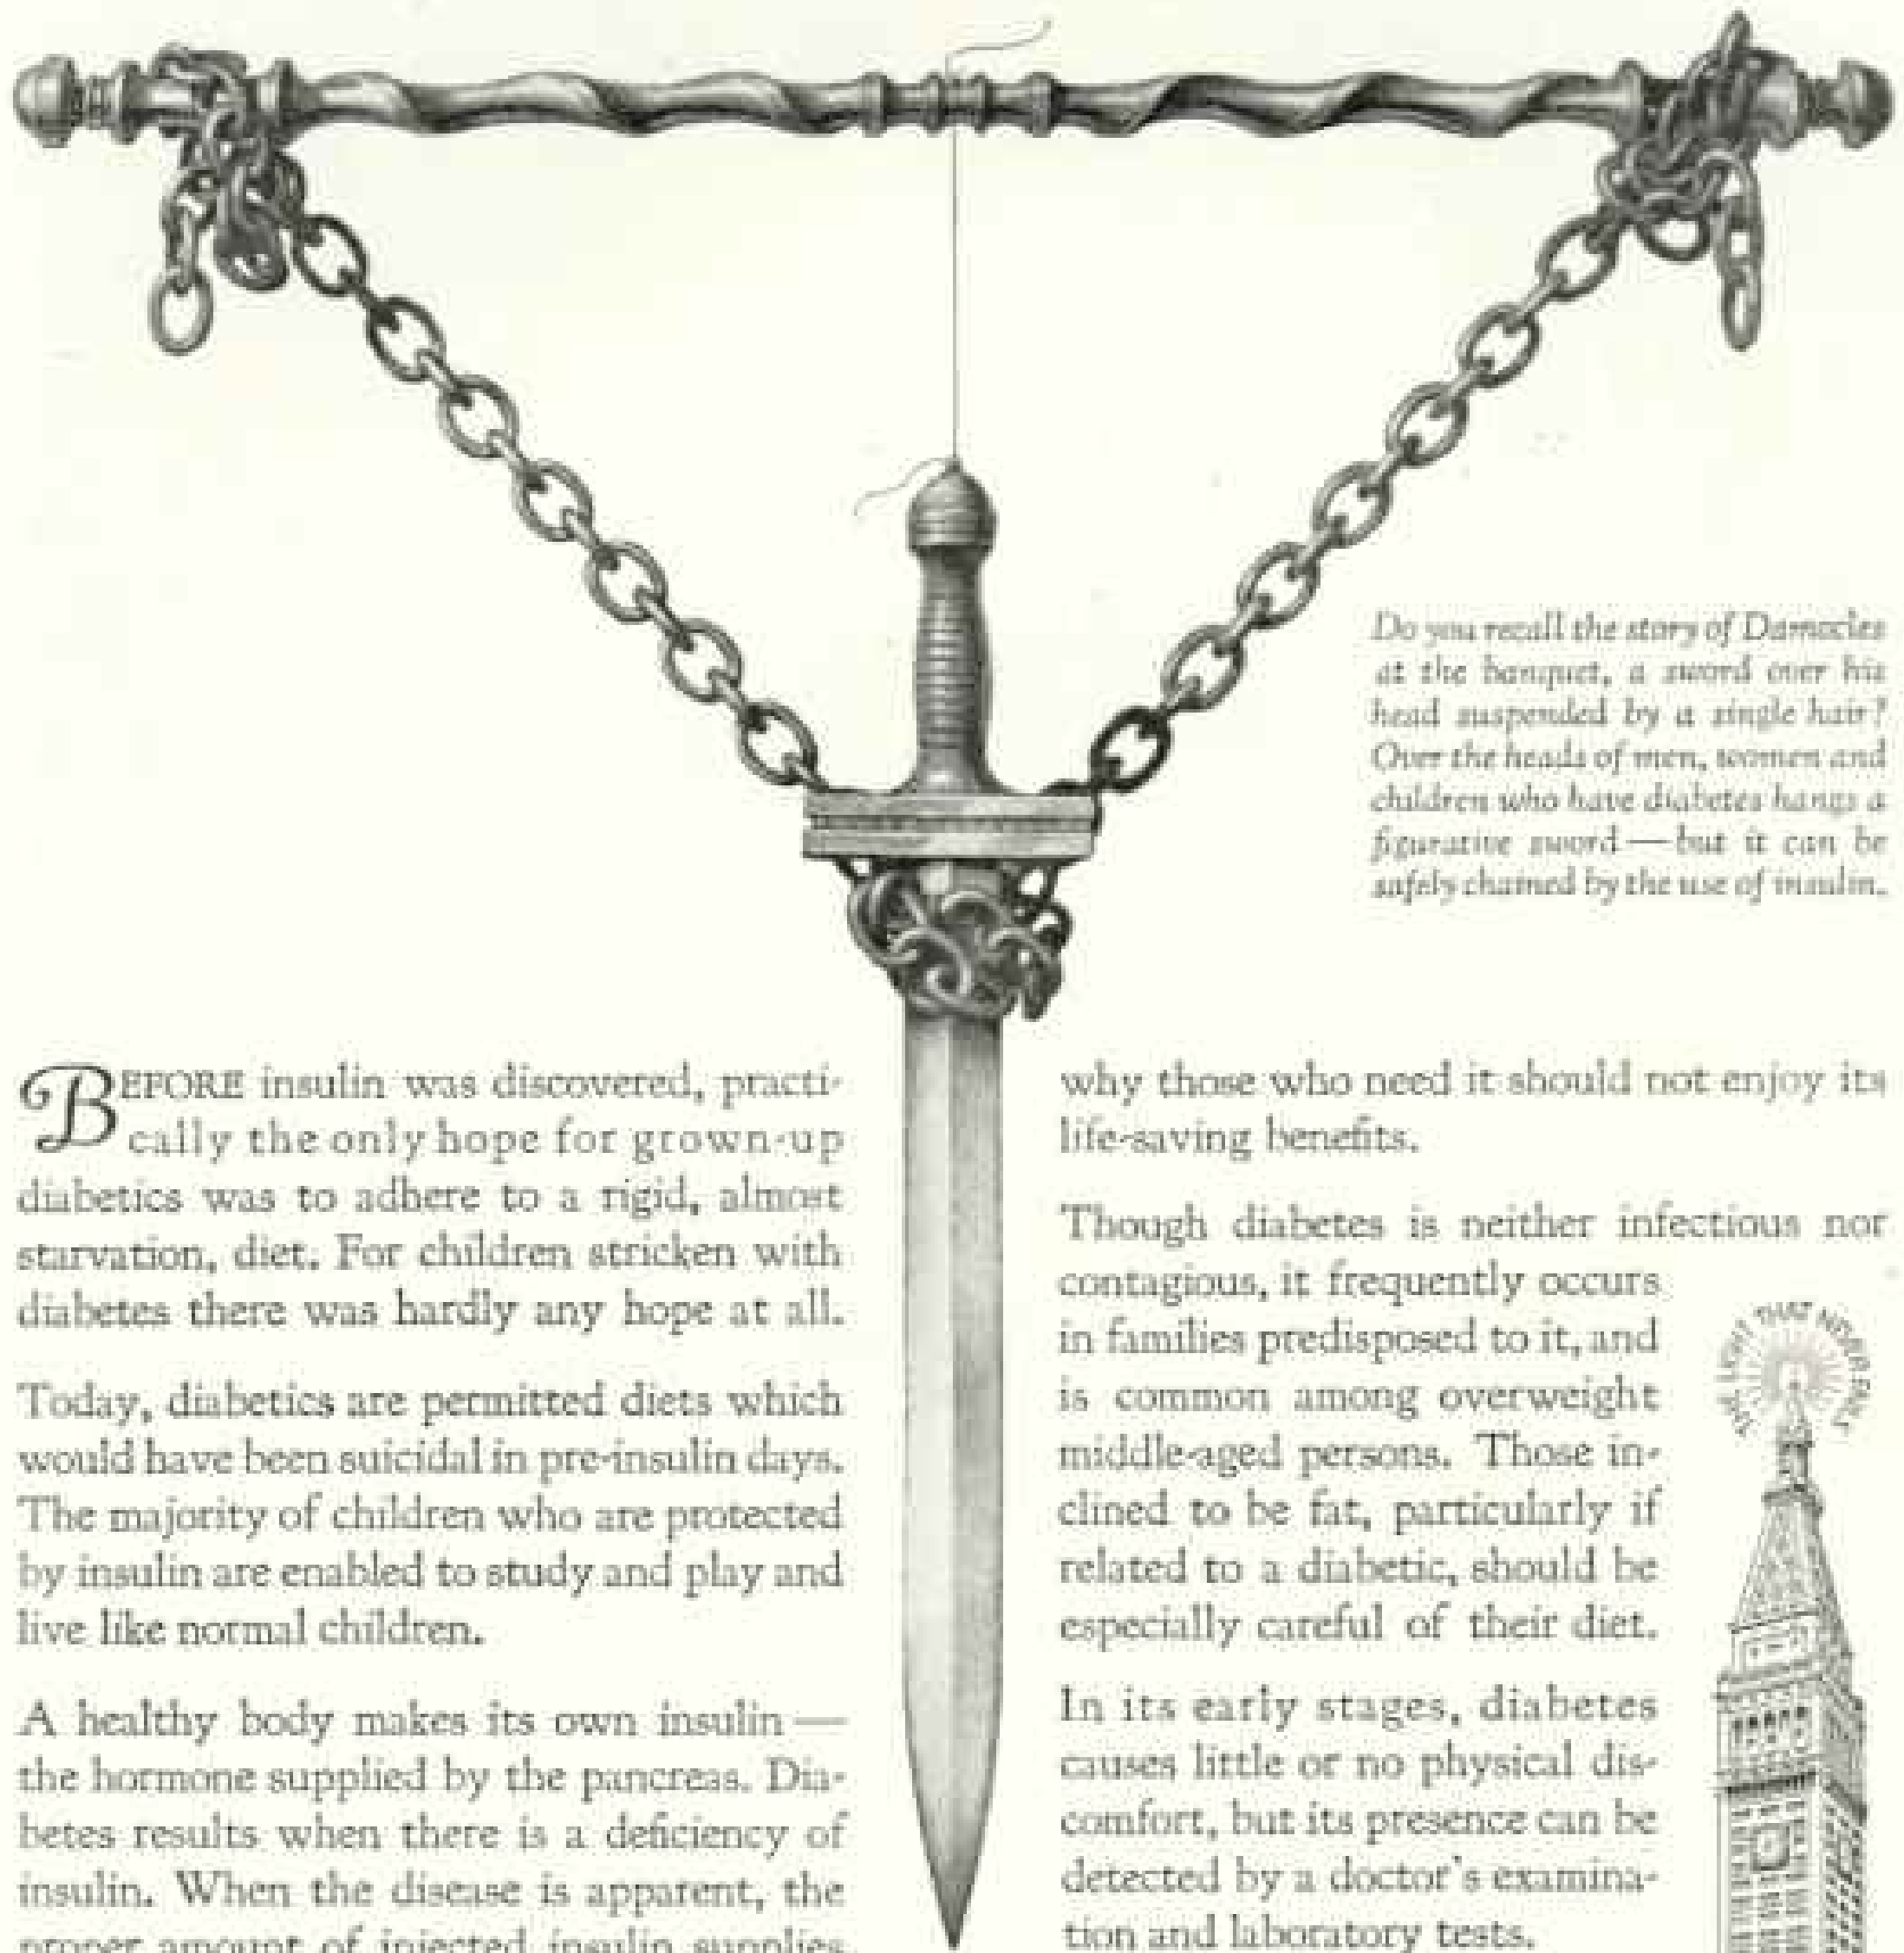 Do you recall the story of Damocles
at the banquet, a sword over his
head suspended by a single hair?
Over the heads of men, women and
children who have diabetes hangs a
figurative sword — but it can be
safely chained by the use of insulin.
BEFORE insulin was discovered, practi-
cally the only hope for grown-up
diabetics was to adhere to a rigid, almost
starvation, diet. For children stricken with
diabetes there was hardly any hope at all.
Today, diabetics are permitted diets which
would have been suicidal in pre-insulin days.
The majority of children who are protected
by insulin are enabled to study and play and
live like normal children.
A healthy body makes its own insulin —
the hormone supplied by the pancreas. Dia-
betes results when there is a deficiency of
insulin. When the disease is apparent, the
proper amount of injected insulin supplies
why those who need it should not enjoy its
life-saving benefits.
Though diabetes is neither infectious nor
contagious, it frequently occurs
in families predisposed to it, and
is common among overweight
middle-aged persons. Those in-
clined to be fat, particularly if
related to a diabetic, should be
especially careful of their diet.
In its early stages, diabetes
causes little or no physical dis-
comfort, but its presence can be
detected by a doctor's examina-
tion and laboratory tests.
THE LIGHT THAT NEVER FAILS